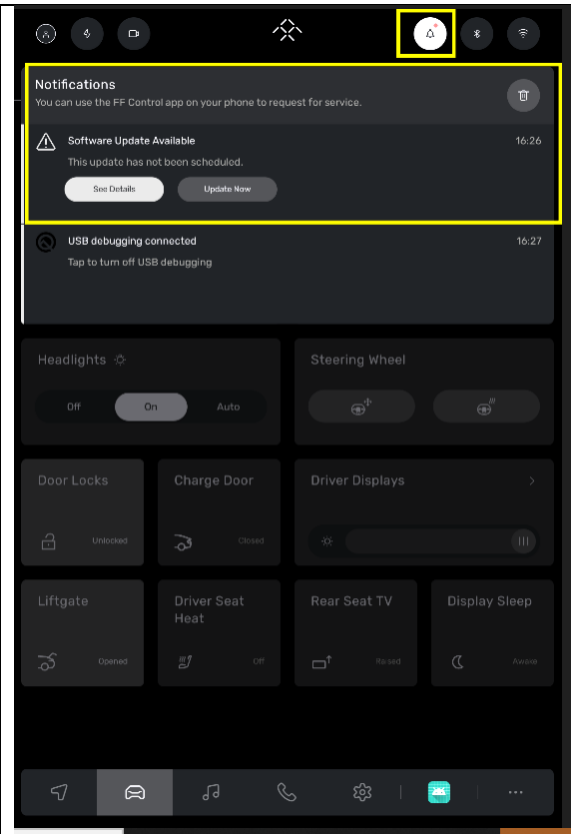 Notifications
You can use the FF Control app on your phone to request for service.
Software Update Available 16:26
This update has not been scheduled.
See Details Update Now
USB debugging connected 16:27
Tap to turn off USB debugging
Headlights Steering Wheel
Off On Auto
Door Locks Charge Door Driver Displays
Unlocked Closed
Liftgate Driver Seat Heat Rear Seat TV Display Sleep
Opened Off Raised Awake